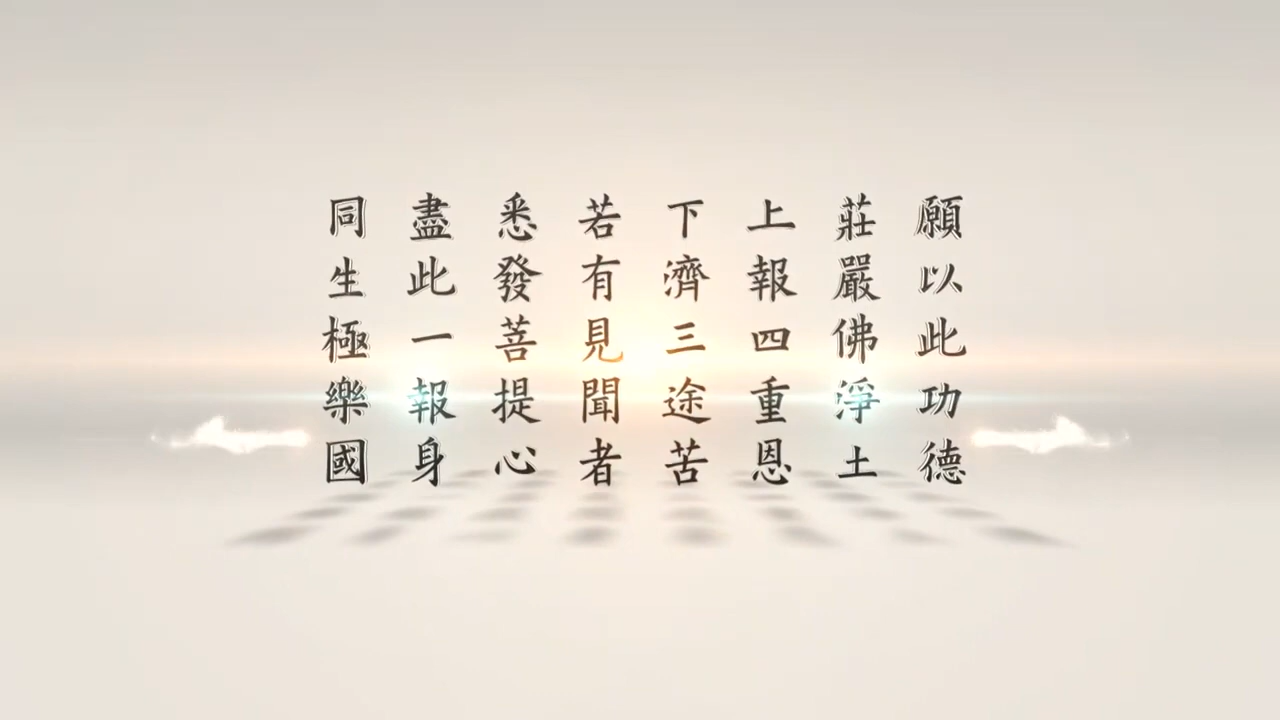 願以此功德
莊嚴佛淨土
上報四重恩
下濟三途苦
若有見聞者
悉發菩提心
盡此一報身
同生極樂國